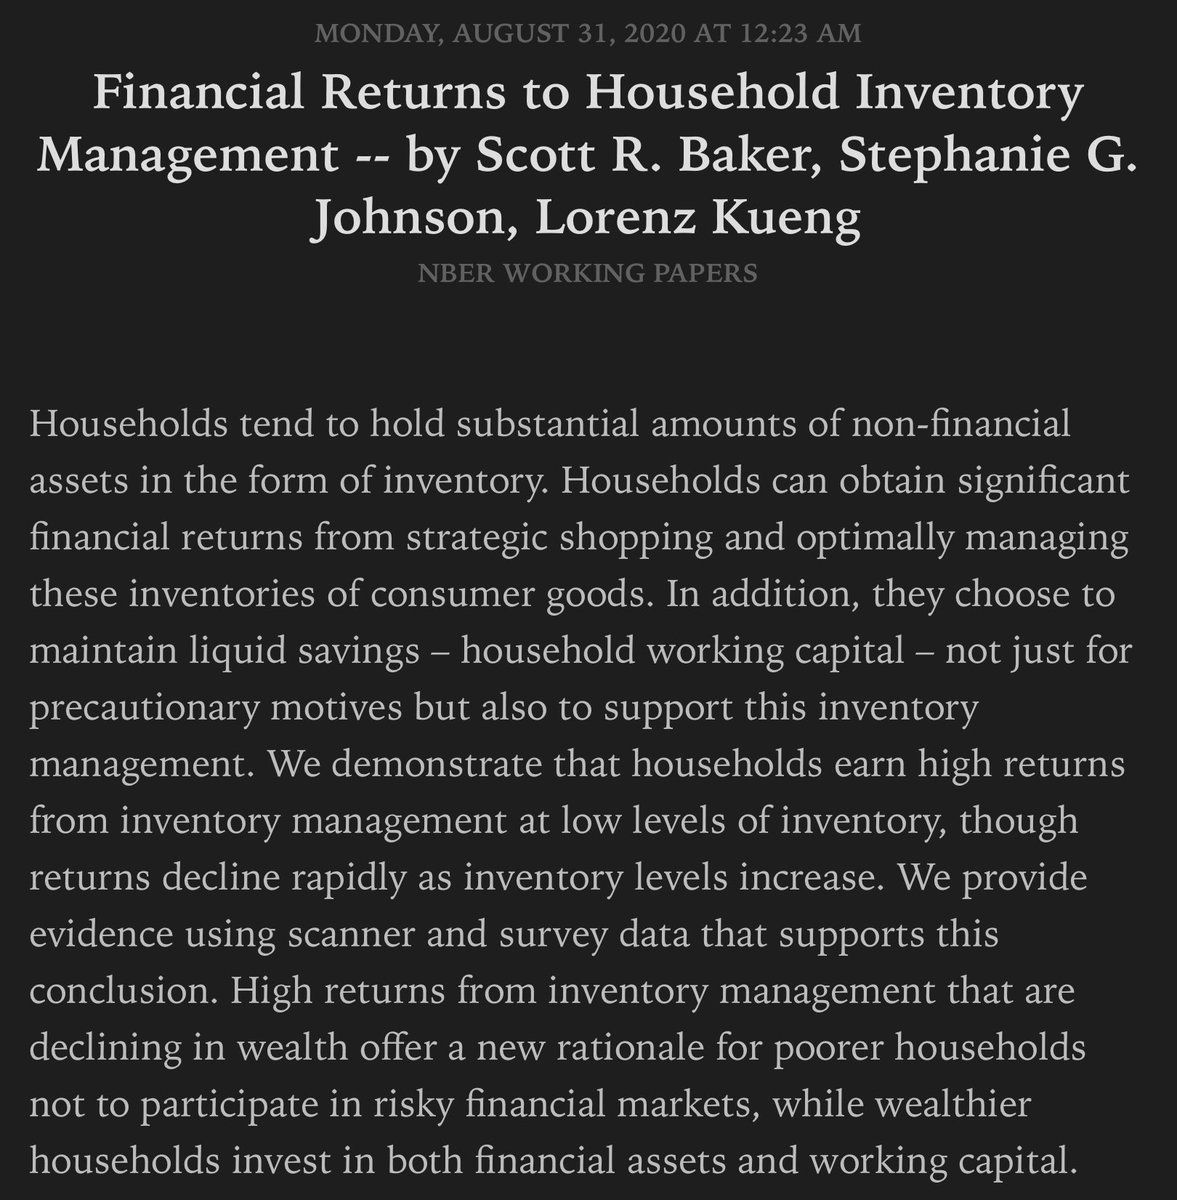 MONDAY, AUGUST 31, 2020 AT 12:23 AM
Financial Returns to Household Inventory
Management -- by Scott R. Baker, Stephanie G.
Johnson, Lorenz Kueng
NBER WORKING PAPERS
Households tend to hold substantial amounts of non-financial
assets in the form of inventory. Households can obtain significant
financial returns from strategic shopping and optimally managing
these inventories of consumer goods. In addition, they choose to
maintain liquid savings – household working capital – not just for
precautionary motives but also to support this inventory
management. We demonstrate that households earn high returns
from inventory management at low levels of inventory, though
returns decline rapidly as inventory levels increase. We provide
evidence using scanner and survey data that supports this
conclusion. High returns from inventory management that are
declining in wealth offer a new rationale for poorer households
not to participate in risky financial markets, while wealthier
households invest in both financial assets and working capital.